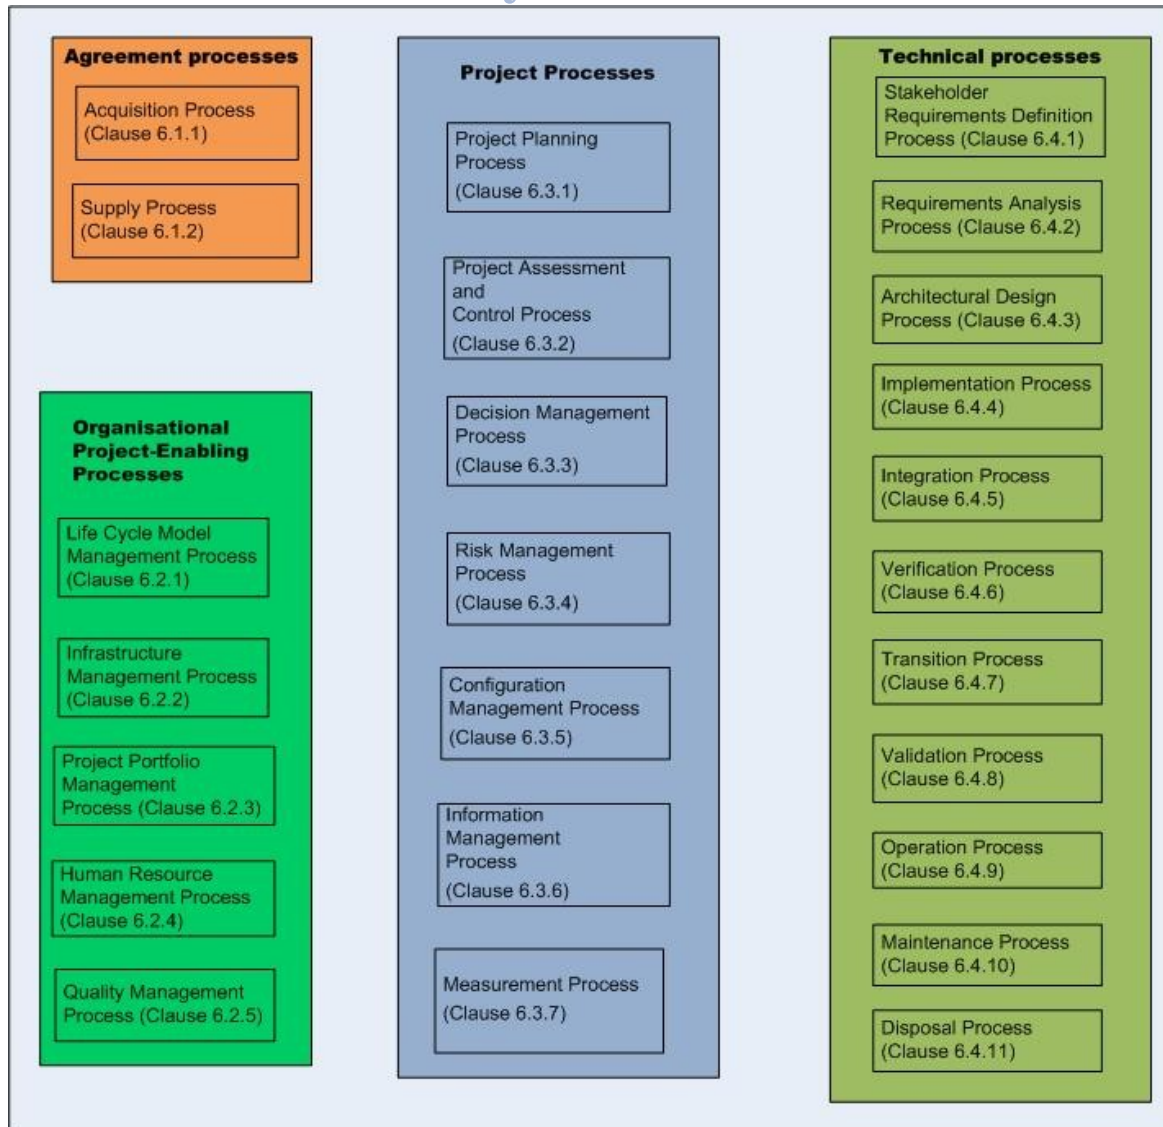 Agreement processes
Acquisition Process
(Clause 6.1.1)
Supply Process
(Clause 6.1.2)
Organisational
Project-Enabling
Processes
Life Cycle Model
Management Process
(Clause 6.2.1)
Infrastructure
Management Process
(Clause 6.2.2)
Project Portfolio
Management
Process (Clause 6.2.3)
Human Resource
Management Process
(Clause 6.2.4)
Quality Management
Process (Clause 6.2.5)
Project Processes
Project Planning
Process
(Clause 6.3.1)
Project Assessment
and
Control Process
(Clause 6.3.2)
Decision Management
Process
(Clause 6.3.3)
Risk Management
Process
(Clause 6.3.4)
Configuration
Management Process
(Clause 6.3.5)
Information
Management
Process
(Clause 6.3.6)
Measurement Process
(Clause 6.3.7)
Technical processes
Stakeholder
Requirements Definition
Process (Clause 6.4.1)
Requirements Analysis
Process (Clause 6.4.2)
Architectural Design
Process (Clause 6.4.3)
Implementation Process
(Clause 6.4.4)
Integration Process
(Clause 6.4.5)
Verification Process
(Clause 6.4.6)
Transition Process
(Clause 6.4.7)
Validation Process
(Clause 6.4.8)
Operation Process
(Clause 6.4.9)
Maintenance Process
(Clause 6.4.10)
Disposal Process
(Clause 6.4.11)